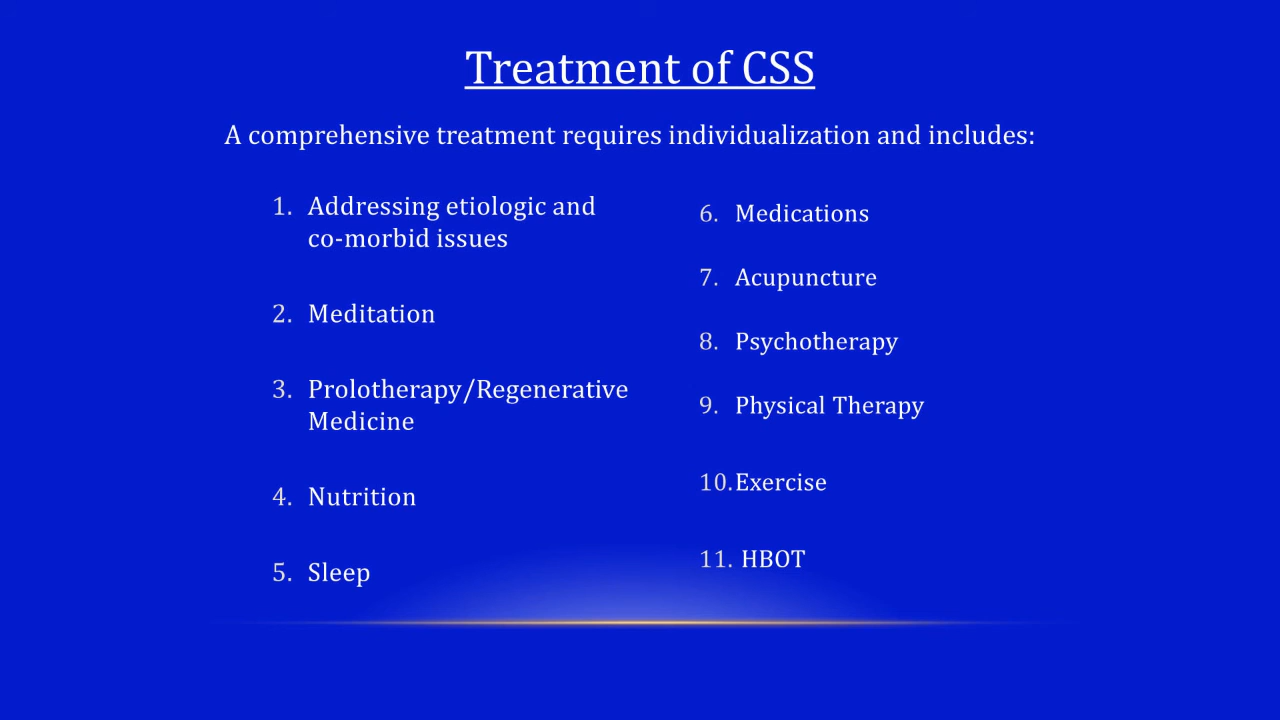 Treatment of CSS
A comprehensive treatment requires individualization and includes:
1. Addressing etiologic and
co-morbid issues
2. Meditation
3. Prolotherapy/Regenerative
Medicine
4. Nutrition
5. Sleep
6. Medications
7. Acupuncture
8. Psychotherapy
9. Physical Therapy
10.Exercise
11. HBOT